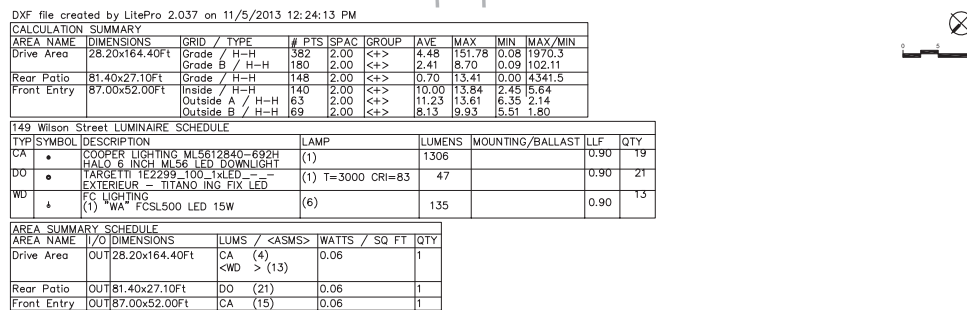 DXF file created by LitePro 2.037 on 11/5/2013 12:24:13 PM
CALCULATION SUMMARY
AREA NAME DIMENSIONS GRID / TYPE # PTS SPAC GROUP AVE MAX MIN MAX/MIN
Drive Area 28.20x164.40Ft Grade / H-H 382 2.00 <+> 4.48 151.78 0.08 1970.3
Grade B / H-H 180 2.00 <+> 2.41 8.70 0.09 102.11
Rear Patio 81.40x27.10Ft Grade / H-H 148 2.00 <+> 0.70 13.41 0.00 4341.5
Front Entry 87.00x52.00Ft Inside / H-H 140 2.00 <+> 10.00 13.84 2.45 5.64
Outside A / H-H 63 2.00 <+> 11.23 13.61 6.35 2.14
Outside B / H-H 69 2.00 <+> 8.13 9.93 5.51 1.80
149 Wilson Street LUMINAIRE SCHEDULE
TYP SYMBOL DESCRIPTION LAMP LUMENS MOUNTING/BALLAST LLF QTY
CA COOPER LIGHTING ML5612840-692H (1) 1306 0.90 19
HALO 6 INCH ML56 LED DOWNLIGHT
DO TARGETTI 1E2299_100_1xLED_-_- (1) T=3000 CRI=83 47 0.90 21
EXTERIEUR - TITANO ING FIX LED
WD FC LIGHTING (6) 135 0.90 13
(1) "WA" FCSL500 LED 15W
AREA SUMMARY SCHEDULE
AREA NAME I/O DIMENSIONS LUMS / <ASMS> WATTS / SQ FT QTY
Drive Area OUT 28.20x164.40Ft CA (4) 0.06 1
<WD > (13)
Rear Patio OUT 81.40x27.10Ft DO (21) 0.06 1
Front Entry OUT 87.00x52.00Ft CA (15) 0.06 1
0 5